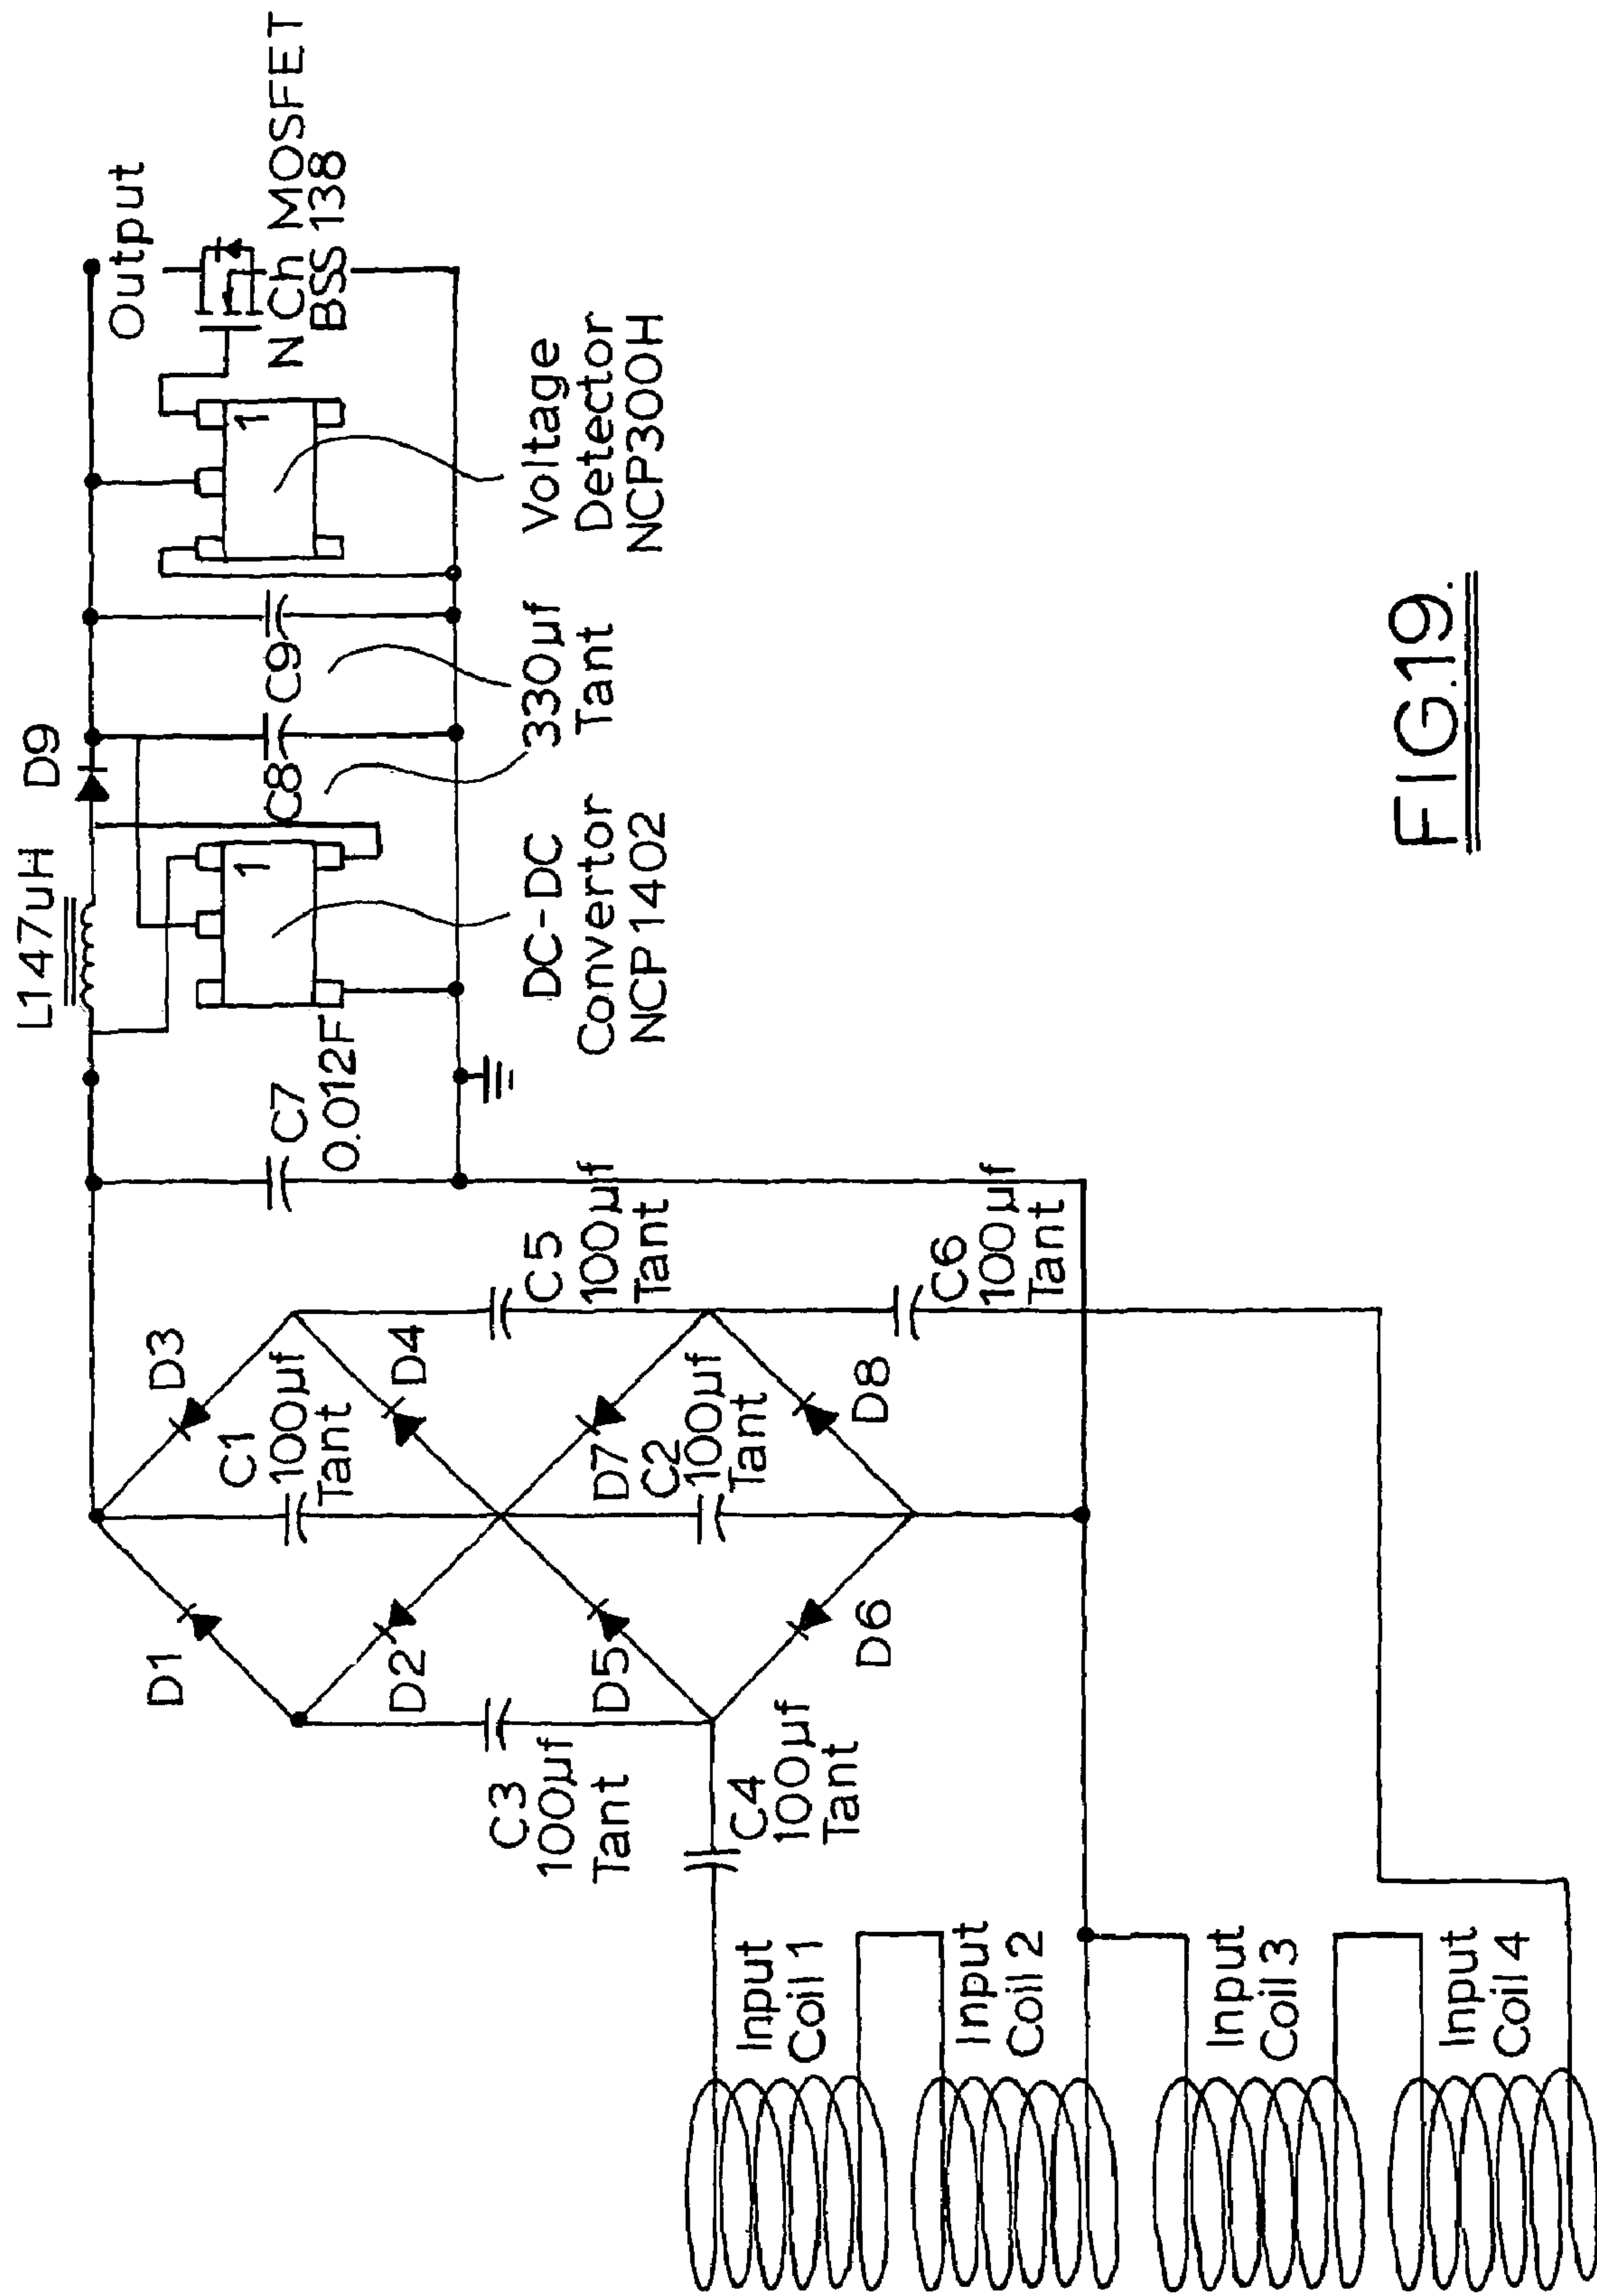 L147uH
D9
Output
D1
D3
C1
100µf
Tant
D2
D4
C7
0.012F
1
C8
C9
1
N Ch MOSFET
BSS 138
C3
100µf
Tant
D5
D7
C2
100µf
Tant
C5
100µf
Tant
DC-DC
Convertor
NCP1402
330µf
Tant
Voltage
Detector
NCP300H
C4
100µf
Tant
D6
D8
C6
100µf
Tant
Input
Coil 1
Input
Coil 2
Input
Coil 3
Input
Coil 4
FIG.19.